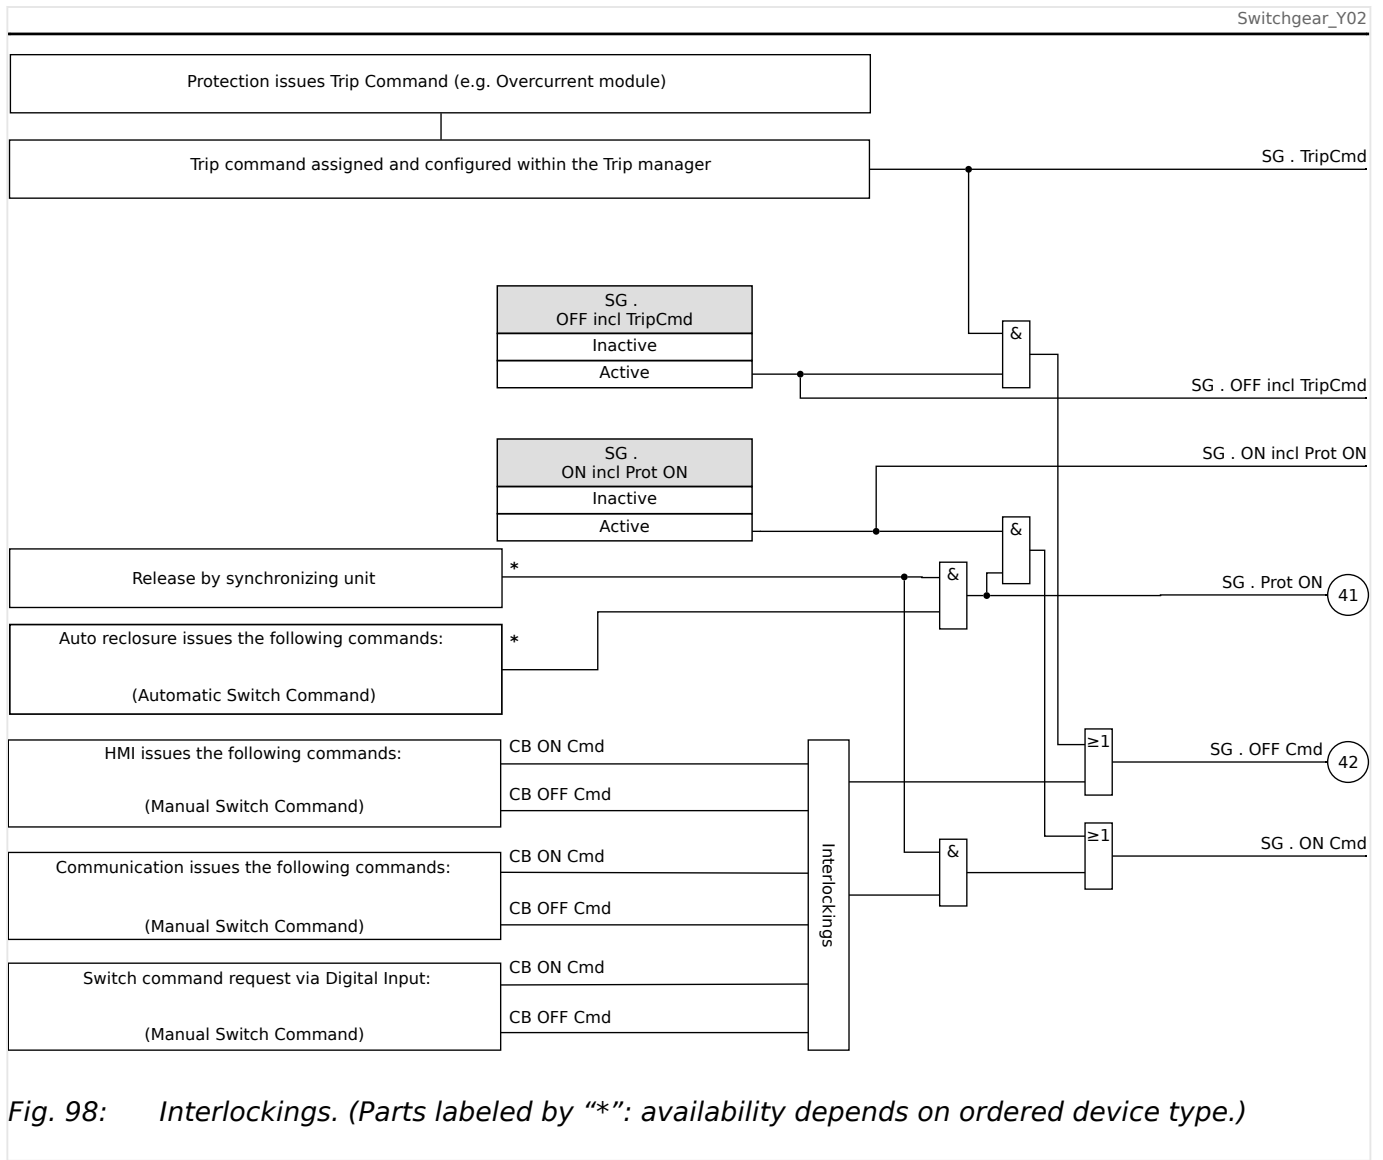 Switchgear_Y02
Protection issues Trip Command (e.g. Overcurrent module)
Trip command assigned and configured within the Trip manager
SG . TripCmd
SG .
OFF incl TripCmd
Inactive
Active
&
SG . OFF incl TripCmd
SG .
ON incl Prot ON
Inactive
Active
SG . ON incl Prot ON
&
Release by synchronizing unit
*
&
SG . Prot ON
41
Auto reclosure issues the following commands:
*
(Automatic Switch Command)
HMI issues the following commands:
(Manual Switch Command)
CB ON Cmd
CB OFF Cmd
≥1
SG . OFF Cmd
42
Communication issues the following commands:
(Manual Switch Command)
CB ON Cmd
CB OFF Cmd
Interlockings
&
≥1
SG . ON Cmd
Switch command request via Digital Input:
(Manual Switch Command)
CB ON Cmd
CB OFF Cmd
Fig. 98: Interlockings. (Parts labeled by “*”: availability depends on ordered device type.)